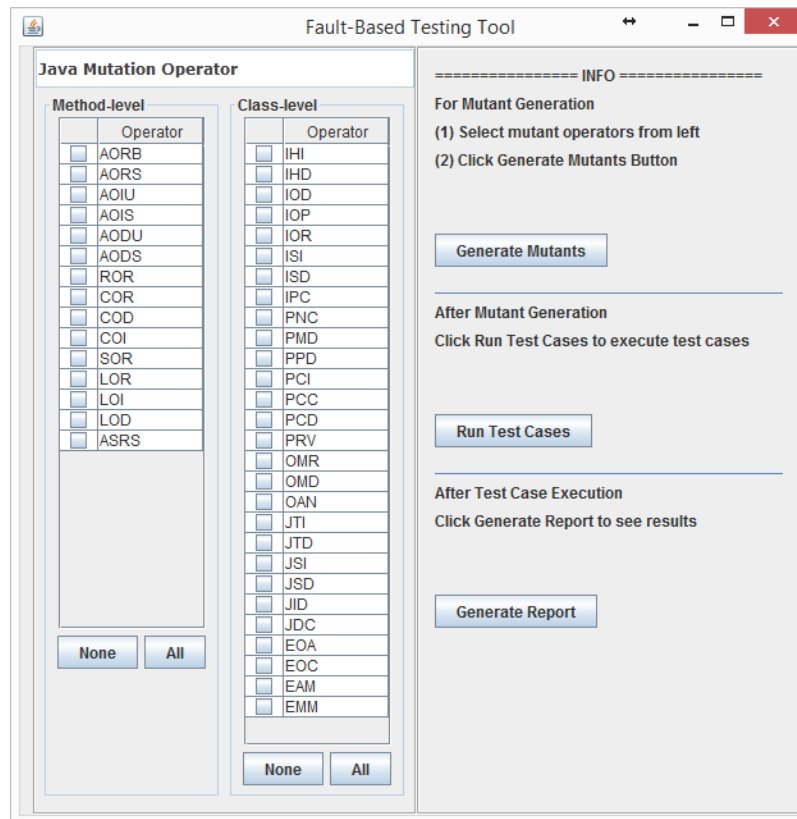 Fault-Based Testing Tool
Java Mutation Operator
Method-level
Operator
AORB
AORS
AOIU
AOIS
AODU
AODS
ROR
COR
COD
COI
SOR
LOR
LOI
LOD
ASRS
None All
Class-level
Operator
IHI
IHD
IOD
IOP
IOR
ISI
ISD
IPC
PNC
PMD
PPD
PCI
PCC
PCD
PRV
OMR
OMD
OAN
JTI
JTD
JSI
JSD
JID
JDC
EOA
EOC
EAM
EMM
None All
================ INFO ================
For Mutant Generation
(1) Select mutant operators from left
(2) Click Generate Mutants Button
Generate Mutants
After Mutant Generation
Click Run Test Cases to execute test cases
Run Test Cases
After Test Case Execution
Click Generate Report to see results
Generate Report